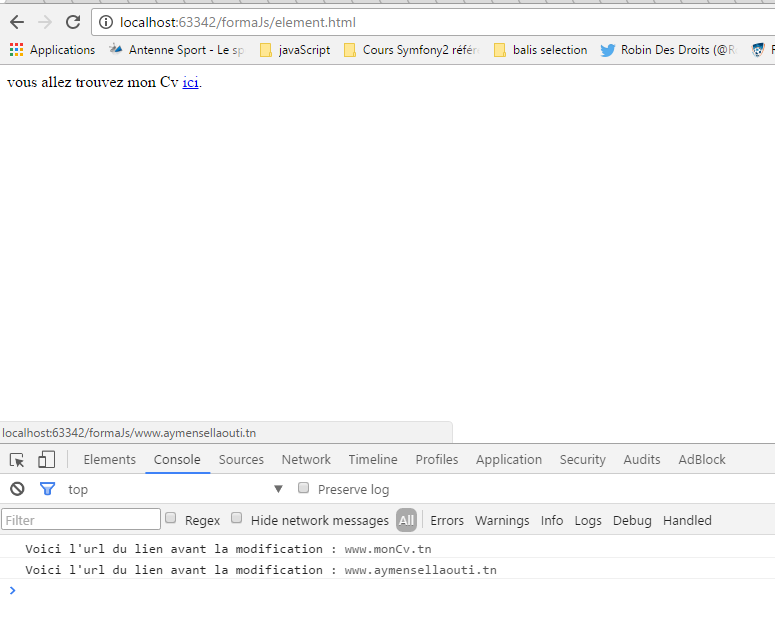 localhost:63342/formaJs/element.html
Applications Antenne Sport - Le sp javaScript Cours Symfony2 référ balis selection Robin Des Droits (@R
vous allez trouvez mon Cv ici.
localhost:63342/formaJs/www.aymensellaouti.tn
Elements Console Sources Network Timeline Profiles Application Security Audits AdBlock
top ▼ Preserve log
Filter Regex Hide network messages All Errors Warnings Info Logs Debug Handled
Voici l'url du lien avant la modification : www.monCv.tn
Voici l'url du lien avant la modification : www.aymensellaouti.tn
>